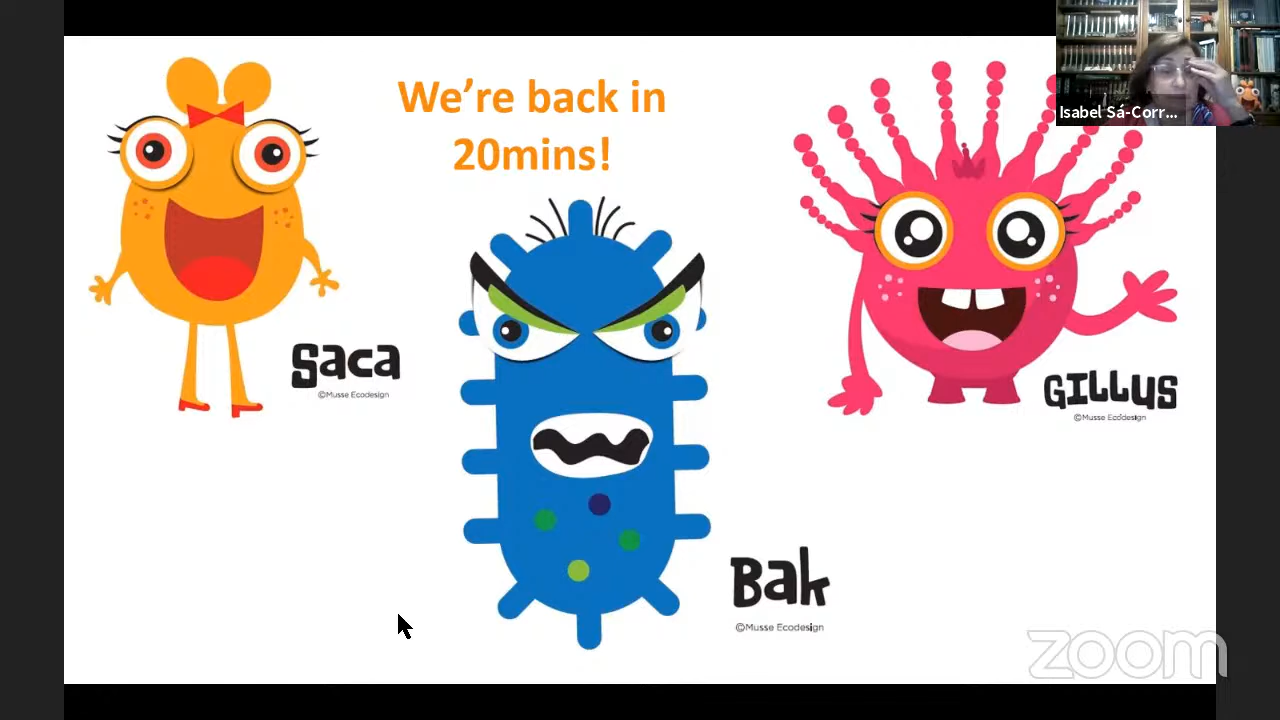 We're back in
20mins!
Isabel Sá-Corr...
Saca
©Musse Ecodesign
GILLUS
©Musse Ecodesign
Bak
©Musse Ecodesign
zoom